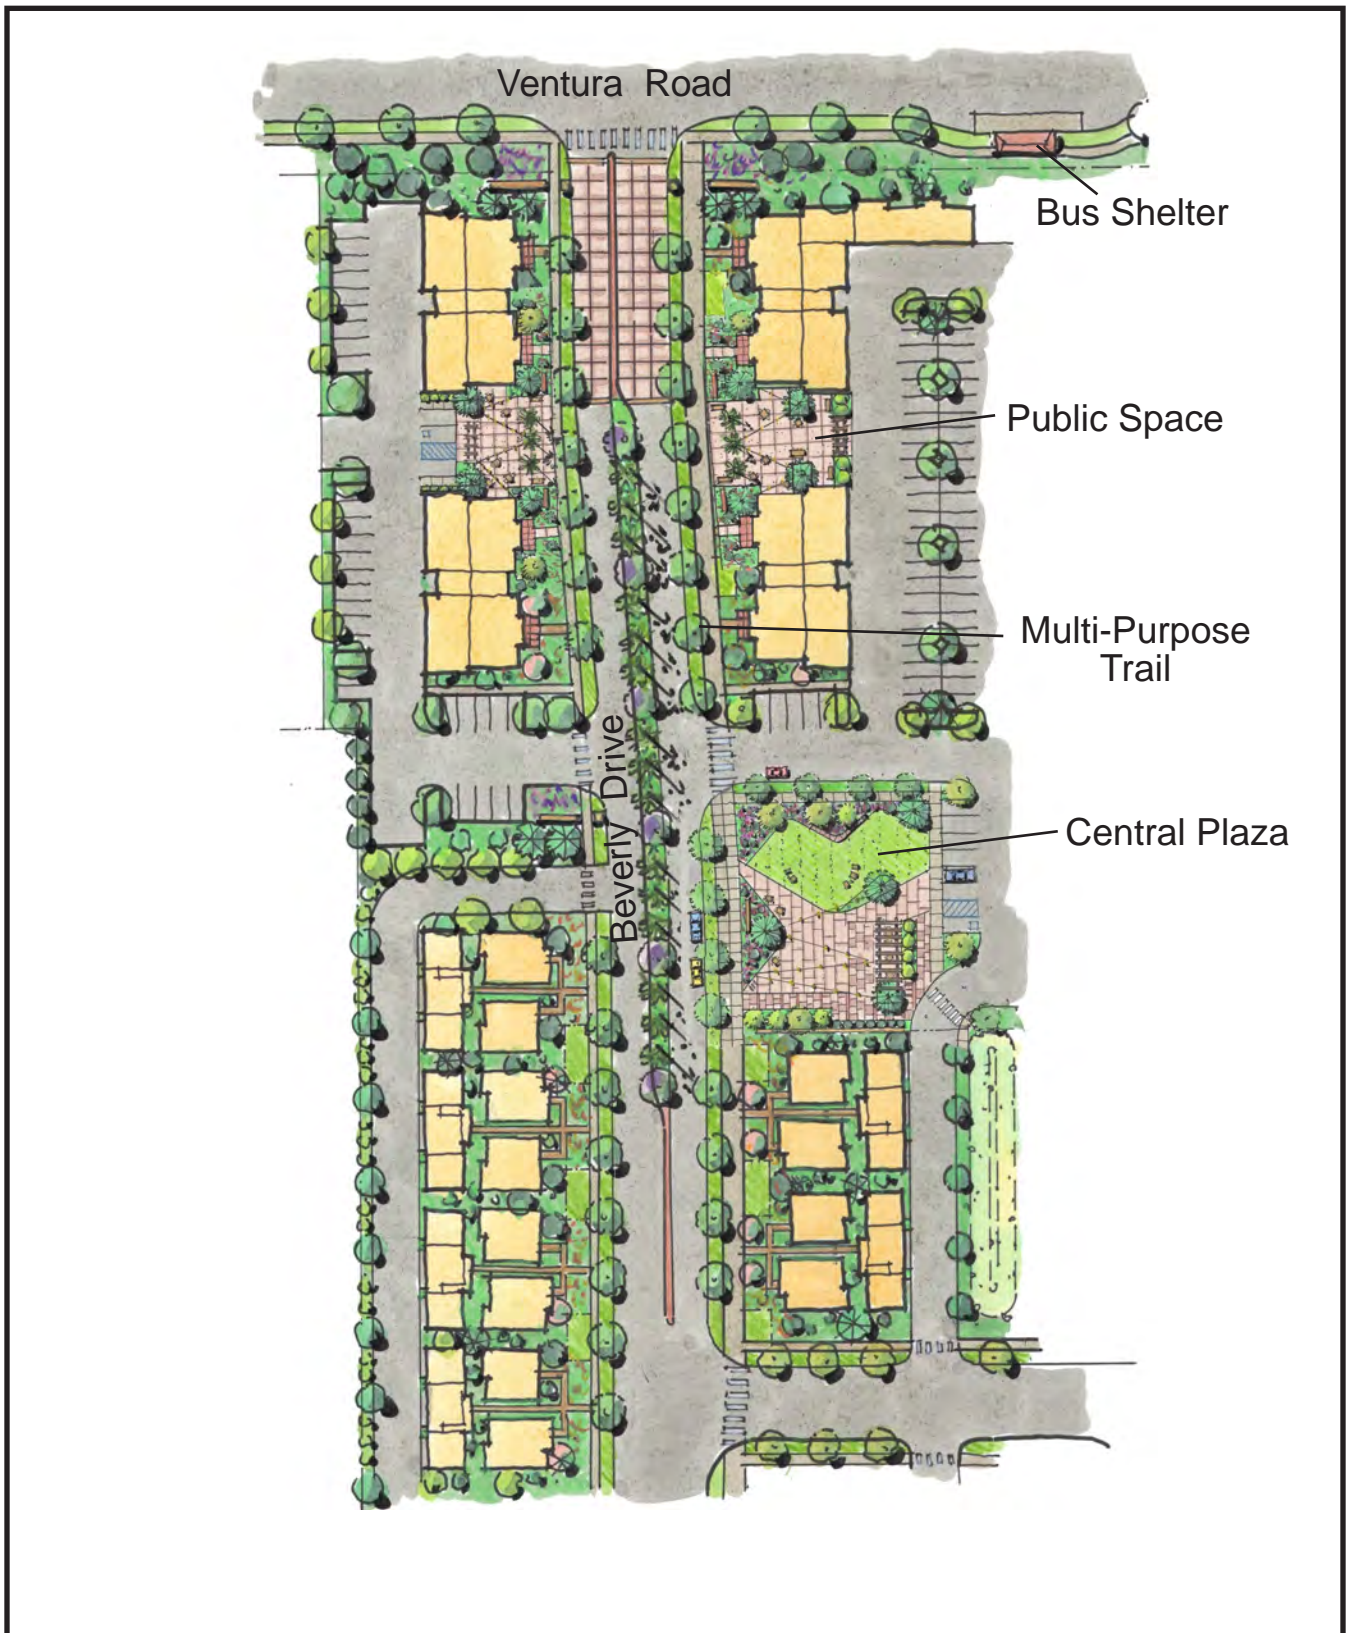 Ventura Road
Bus Shelter
Public Space
Multi-Purpose
Trail
Beverly Drive
Central Plaza